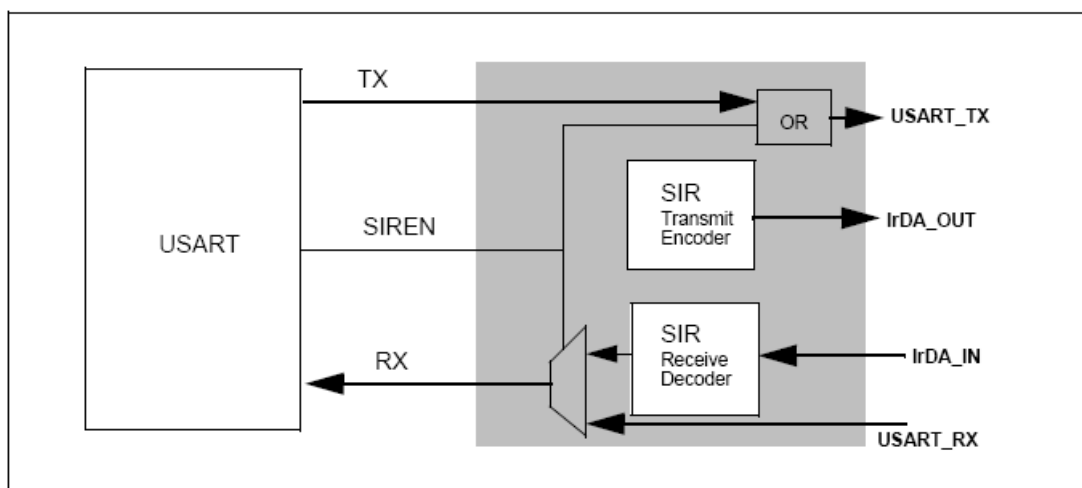 TX
OR
USART_TX
SIR
Transmit
Encoder
IrDA_OUT
USART
SIREN
SIR
Receive
Decoder
IrDA_IN
RX
USART_RX